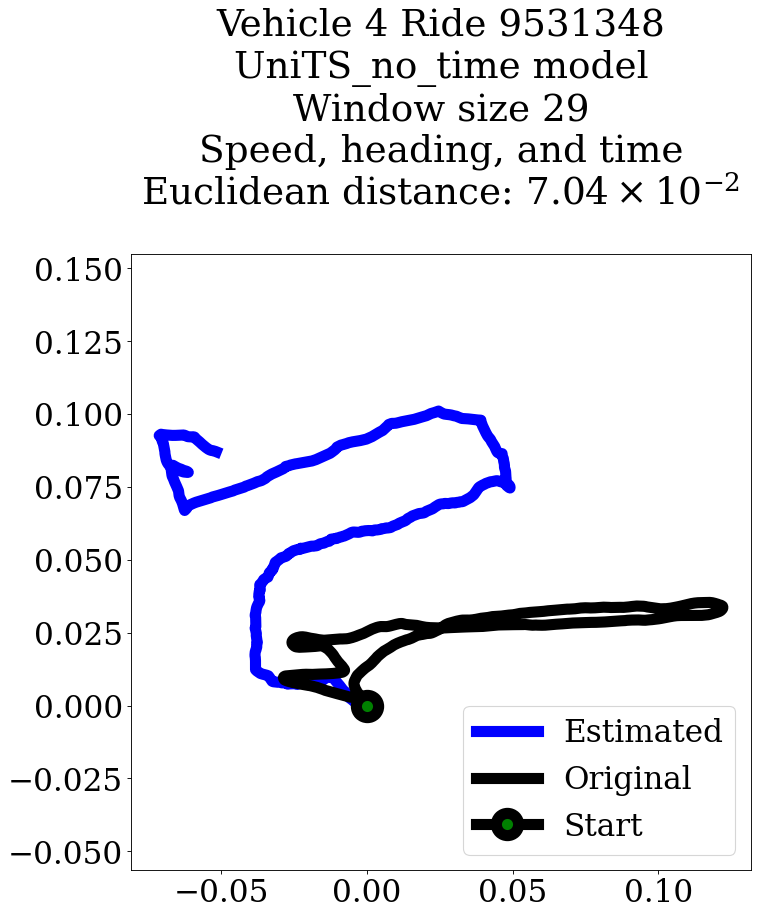 Vehicle 4 Ride 9531348
UniTS_no_time model
Window size 29
Speed, heading, and time
Euclidean distance: 7.04 × 10⁻²
0.150
0.125
0.100
0.075
0.050
0.025
0.000
−0.025
−0.050
−0.05 0.00 0.05 0.10
Estimated
Original
Start